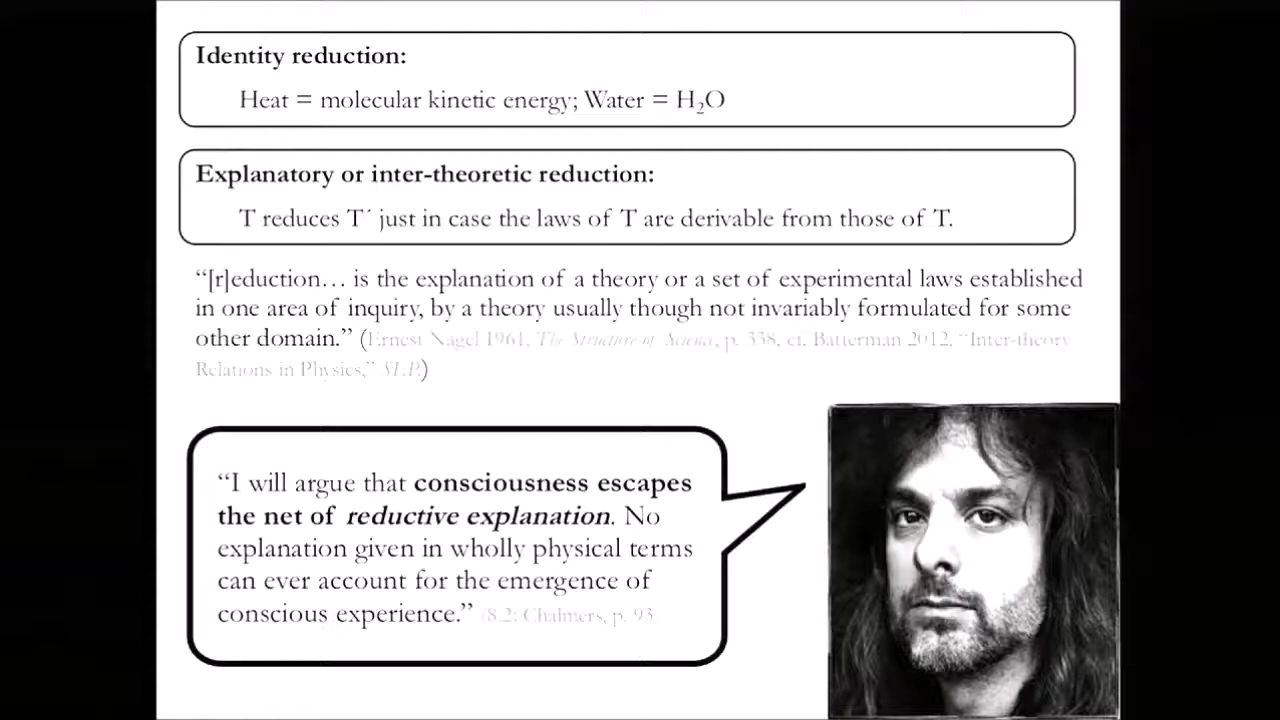 Identity reduction:
Heat = molecular kinetic energy; Water = H₂O
Explanatory or inter-theoretic reduction:
T reduces T´ just in case the laws of T are derivable from those of T.
“[r]eduction… is the explanation of a theory or a set of experimental laws established
in one area of inquiry, by a theory usually though not invariably formulated for some
other domain.” (Ernest Nagel 1961, The Structure of Science, p. 338, cf. Batterman 2012, “Inter-theory
Relations in Physics,” SEP)
“I will argue that consciousness escapes
the net of reductive explanation. No
explanation given in wholly physical terms
can ever account for the emergence of
conscious experience.” (8.2: Chalmers, p. 93)